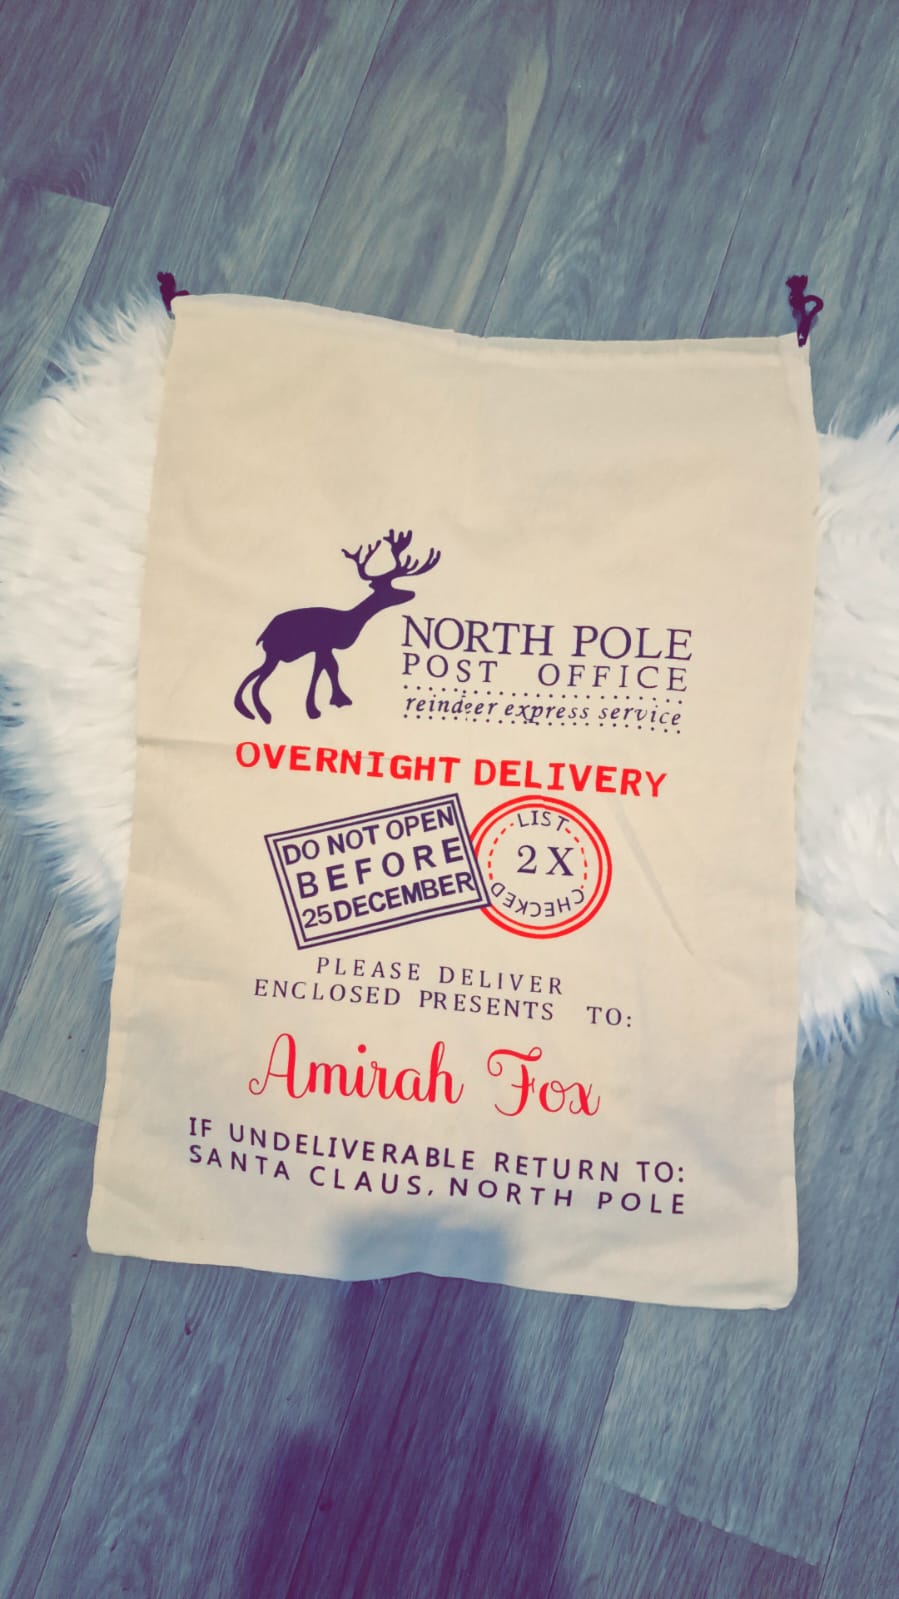 NORTH POLE
POST OFFICE
reindeer express service
OVERNIGHT DELIVERY
DO NOT OPEN
BEFORE
25 DECEMBER
LIST
2 X
CHECKED
PLEASE DELIVER
ENCLOSED PRESENTS TO:
Amirah Fox
IF UNDELIVERABLE RETURN TO:
SANTA CLAUS, NORTH POLE